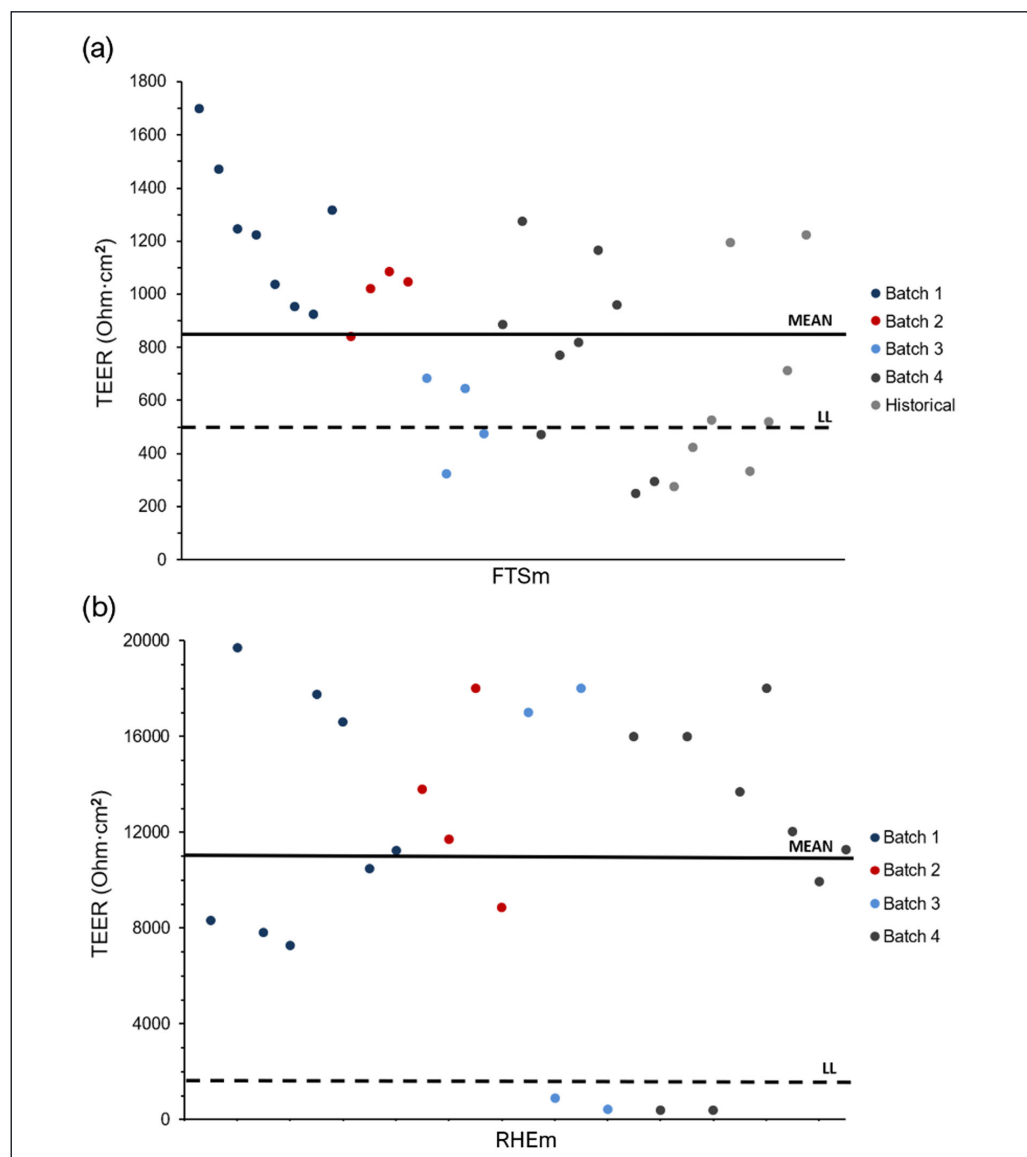 (a)
TEER (Ohm·cm²)
1800
1600
1400
1200
1000
800
600
400
200
0
MEAN
LL
Batch 1
Batch 2
Batch 3
Batch 4
Historical
FTSm
(b)
TEER (Ohm·cm²)
20000
16000
12000
8000
4000
0
MEAN
LL
Batch 1
Batch 2
Batch 3
Batch 4
RHEm